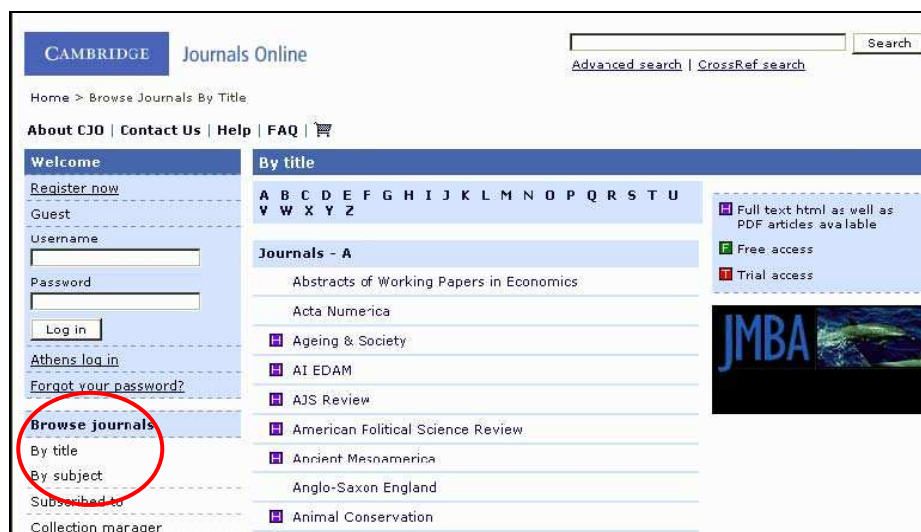 CAMBRIDGE Journals Online
Search
Advanced search | CrossRef search
Home > Browse Journals By Title
About CJO | Contact Us | Help | FAQ |
Welcome
Register now
Guest
Username
Password
Log in
Athens log in
Forgot your password?
Browse journals
By title
By subject
Subscribed to
Collection manager
By title
A B C D E F G H I J K L M N O P Q R S T U
V W X Y Z
Journals - A
Abstracts of Working Papers in Economics
Acta Numerica
H Ageing & Society
H AI EDAM
H AJS Review
H American Political Science Review
H Ancient Mesoamerica
Anglo-Saxon England
H Animal Conservation
H Full text html as well as
PDF articles available
F Free access
T Trial access
JMBA